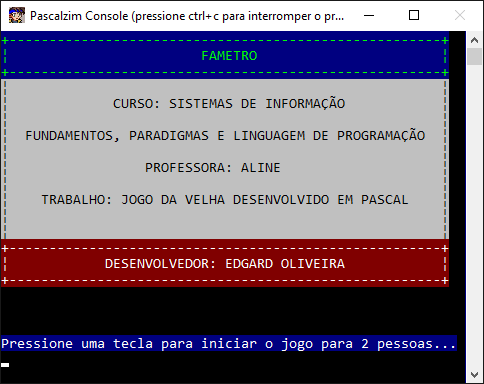 Pascalzim Console (pressione ctrl+c para interromper o pr...
FAMETRO
CURSO: SISTEMAS DE INFORMAÇÃO
FUNDAMENTOS, PARADIGMAS E LINGUAGEM DE PROGRAMAÇÃO
PROFESSORA: ALINE
TRABALHO: JOGO DA VELHA DESENVOLVIDO EM PASCAL
DESENVOLVEDOR: EDGARD OLIVEIRA
Pressione uma tecla para iniciar o jogo para 2 pessoas...